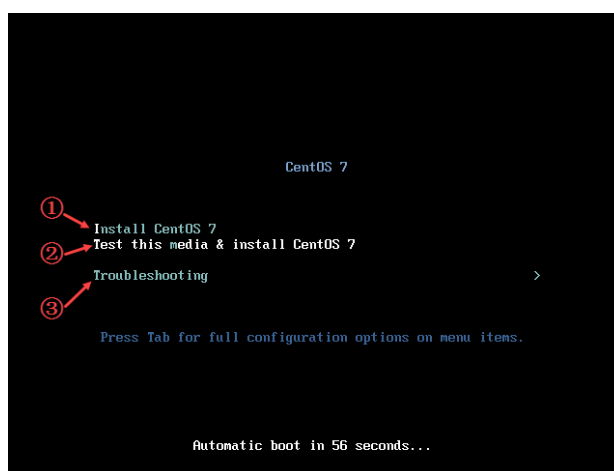 CentOS 7
① Install CentOS 7
② Test this media & install CentOS 7
③ Troubleshooting >
Press Tab for full configuration options on menu items.
Automatic boot in 56 seconds...